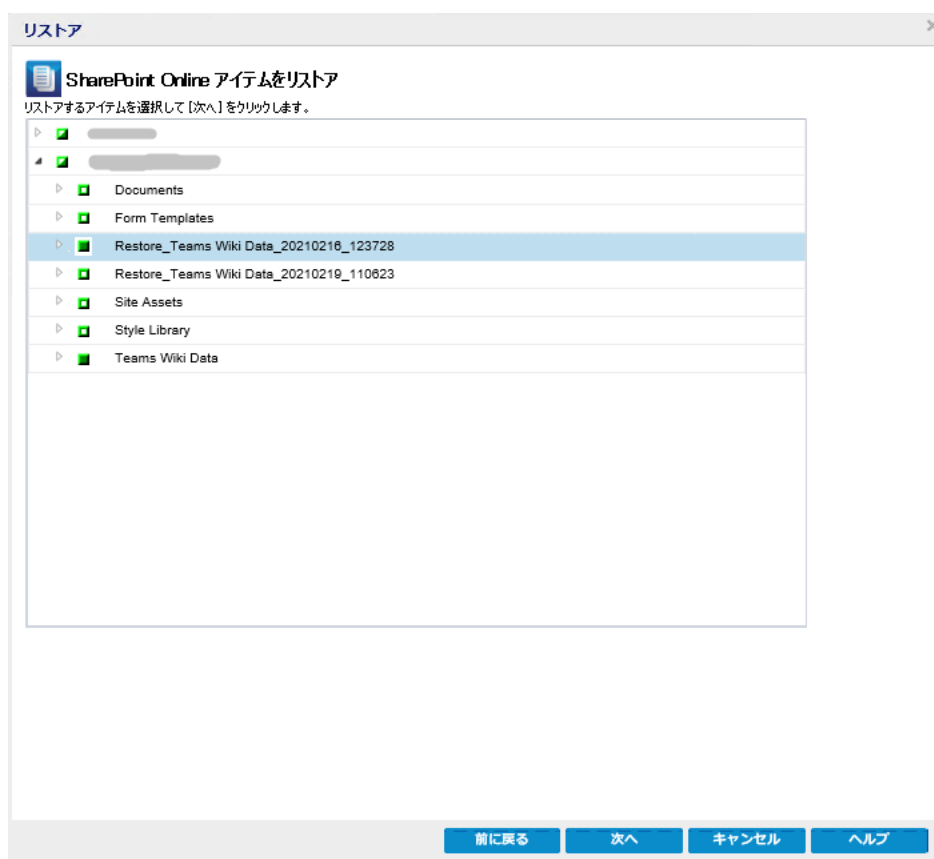 リストア
SharePoint Online アイテムをリストア
リストアするアイテムを選択して [次へ] をクリックします。
Documents
Form Templates
Restore_Teams Wiki Data_20210216_123728
Restore_Teams Wiki Data_20210219_110623
Site Assets
Style Library
Teams Wiki Data
前に戻る 次へ キャンセル ヘルプ